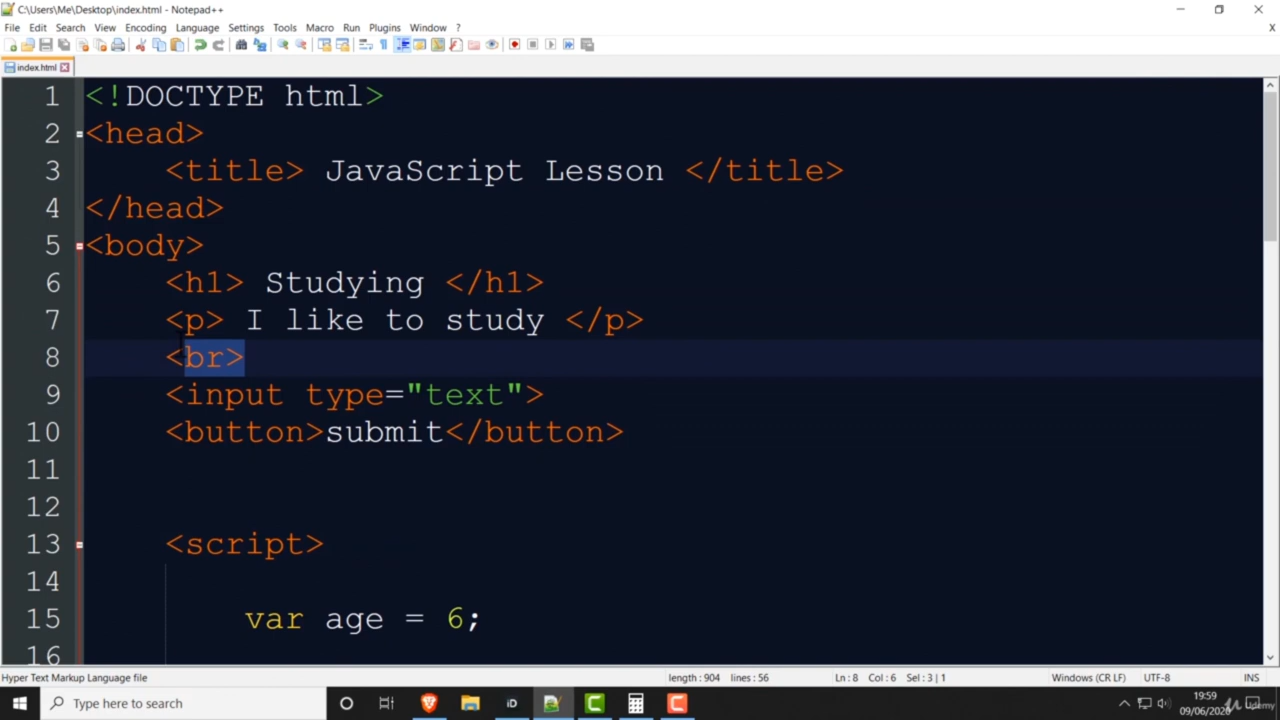 C:\Users\Me\Desktop\index.html - Notepad++
File Edit Search View Encoding Language Settings Tools Macro Run Plugins Window ? X
index.html
1 <!DOCTYPE html>
2 <head>
3 <title> JavaScript Lesson </title>
4 </head>
5 <body>
6 <h1> Studying </h1>
7 <p> I like to study </p>
8 <br>
9 <input type="text">
10 <button>submit</button>
11
12
13 <script>
14
15 var age = 6;
16
Hyper Text Markup Language file length : 904 lines : 56 Ln : 8 Col : 6 Sel : 3 | 1 Windows (CR LF) UTF-8 INS
Type here to search iD 19:59
09/06/2020 Udemy